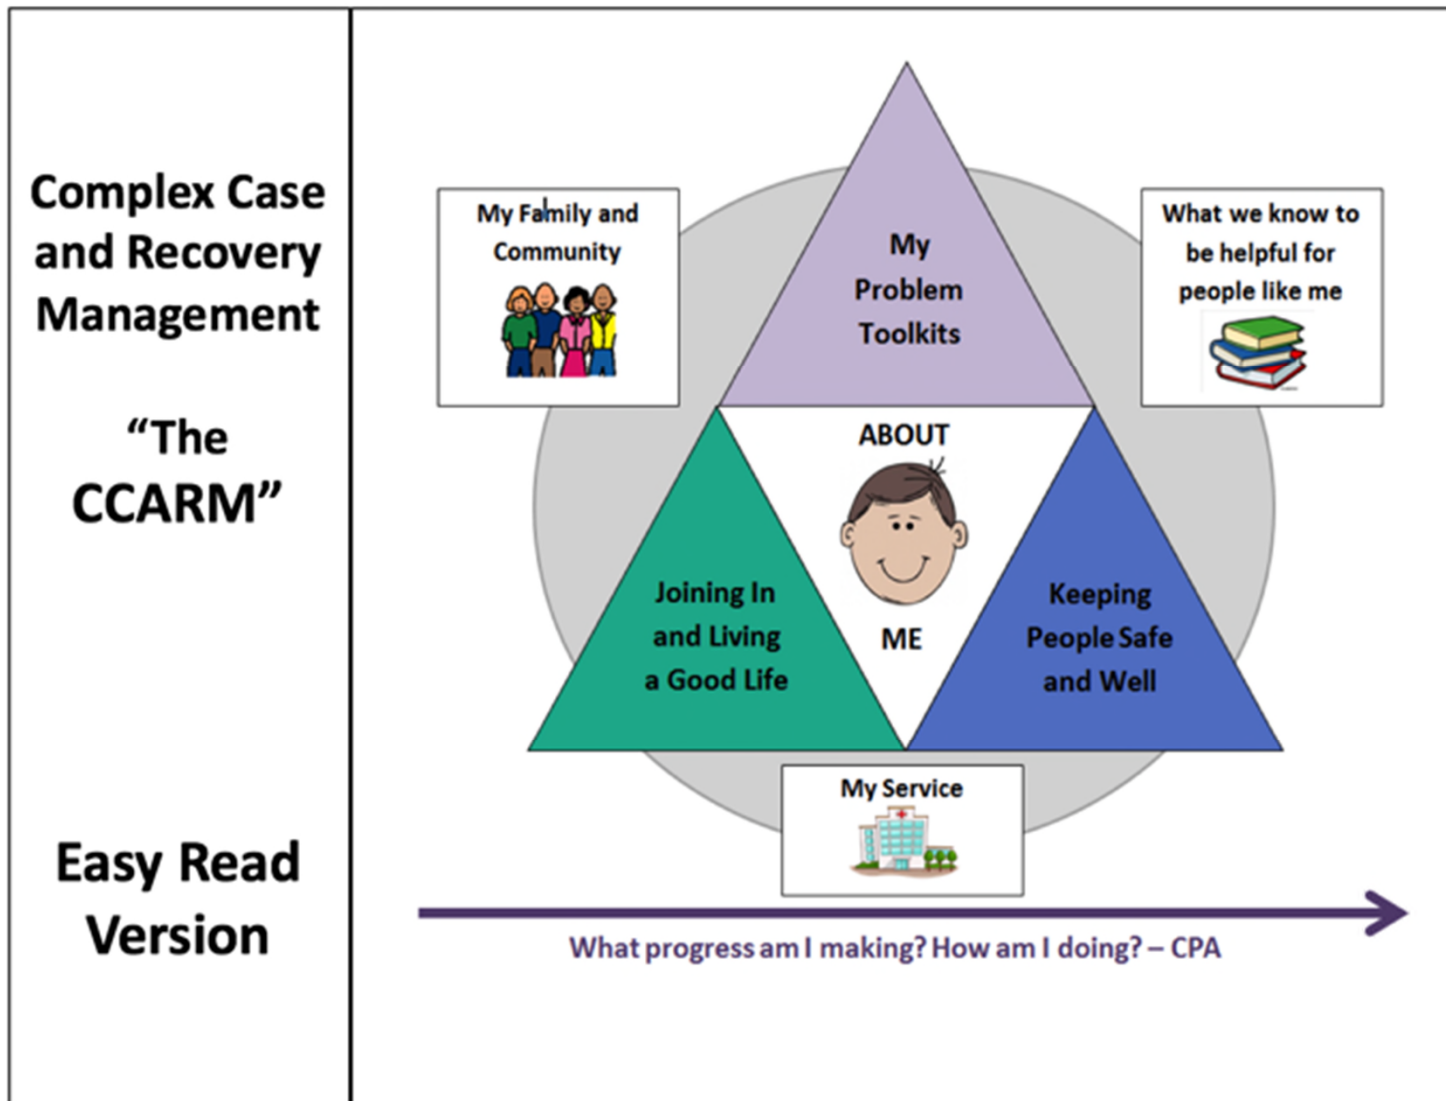 Complex Case
and Recovery
Management
“The
CCARM”
Easy Read
Version
My Family and
Community
What we know to
be helpful for
people like me
My
Problem
Toolkits
ABOUT
ME
Joining In
and Living
a Good Life
Keeping
People Safe
and Well
My Service
What progress am I making? How am I doing? – CPA